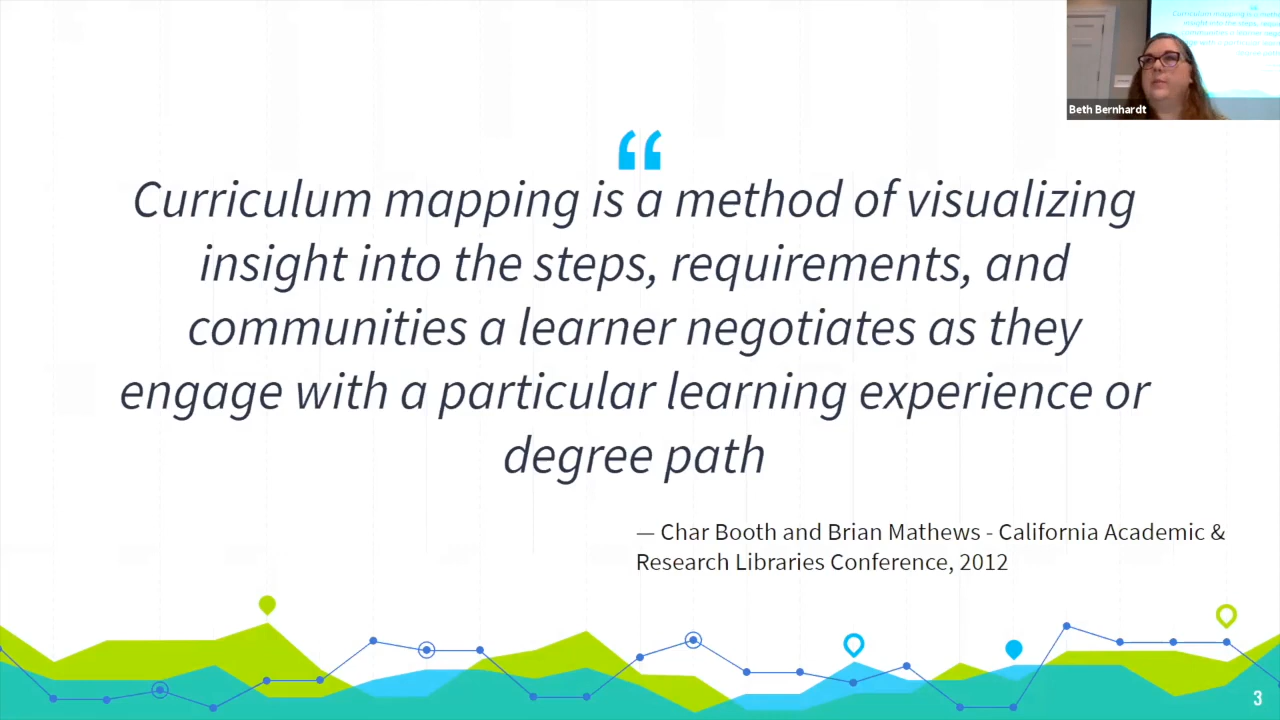 “
Curriculum mapping is a method of visualizing
insight into the steps, requirements, and
communities a learner negotiates as they
engage with a particular learning experience or
degree path
— Char Booth and Brian Mathews - California Academic &
Research Libraries Conference, 2012
3
Beth Bernhardt